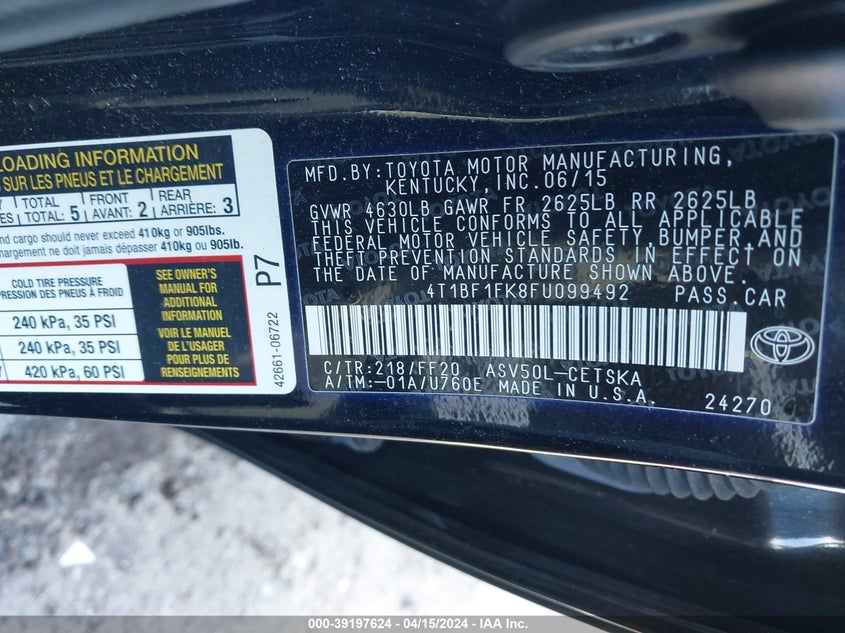 LOADING INFORMATION
SUR LES PNEUS ET LE CHARGEMENT
TOTAL: 5 FRONT AVANT: 2 REAR ARRIÈRE: 3
and cargo should never exceed 410kg or 905lbs.
chargement ne doit jamais dépasser 410kg ou 905lb.
COLD TIRE PRESSURE
PRESSION DES PNEUS À FROID
240 kPa, 35 PSI
240 kPa, 35 PSI
420 kPa, 60 PSI
SEE OWNER'S
MANUAL FOR
ADDITIONAL
INFORMATION
VOIR LE MANUEL
DE L'USAGER
POUR PLUS DE
RENSEIGNEMENTS
P7
42661-06722
MFD.BY:TOYOTA MOTOR MANUFACTURING,
KENTUCKY,INC.06/15
GVWR 4630LB GAWR FR 2625LB RR 2625LB
THIS VEHICLE CONFORMS TO ALL APPLICABLE
FEDERAL MOTOR VEHICLE SAFETY,BUMPER,AND
THEFT PREVENTION STANDARDS IN EFFECT ON
THE DATE OF MANUFACTURE SHOWN ABOVE.
4T1BF1FK8FU099492 PASS.CAR
C/TR:218/FF20 ASV50L-CETSKA
A/TM:-01A/U760E MADE IN U.S.A.
24270
000-39197624 - 04/15/2024 - IAA Inc.